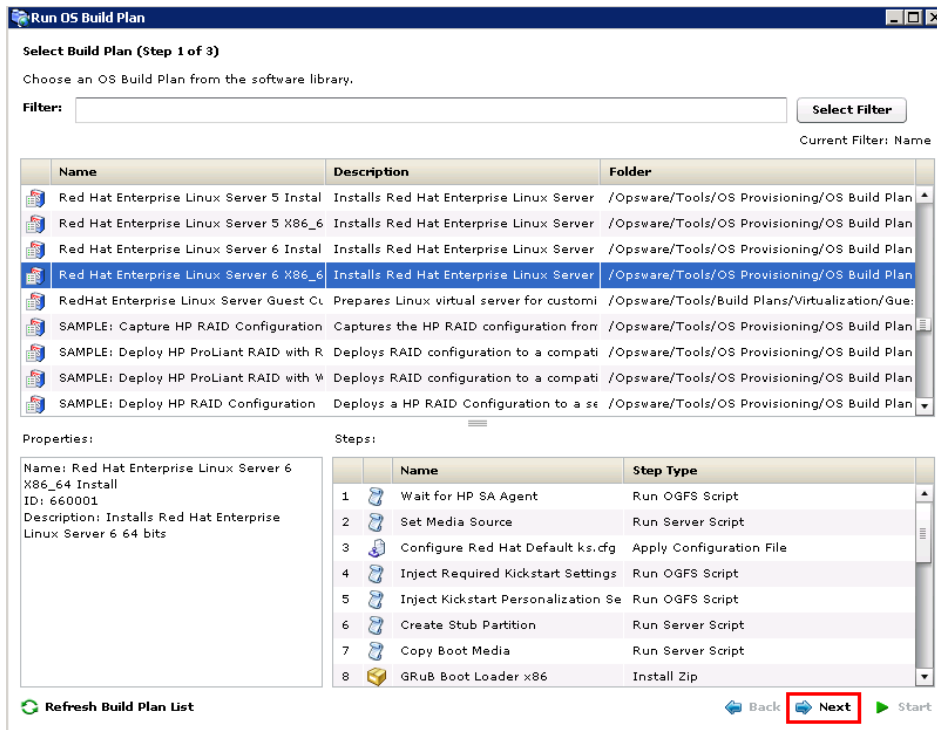 Run OS Build Plan
Select Build Plan (Step 1 of 3)
Choose an OS Build Plan from the software library.
Filter:
Select Filter
Current Filter: Name
Name Description Folder
Red Hat Enterprise Linux Server 5 Instal Installs Red Hat Enterprise Linux Server /Opsware/Tools/OS Provisioning/OS Build Plan
Red Hat Enterprise Linux Server 5 X86_6 Installs Red Hat Enterprise Linux Server /Opsware/Tools/OS Provisioning/OS Build Plan
Red Hat Enterprise Linux Server 6 Instal Installs Red Hat Enterprise Linux Server /Opsware/Tools/OS Provisioning/OS Build Plan
Red Hat Enterprise Linux Server 6 X86_6 Installs Red Hat Enterprise Linux Server /Opsware/Tools/OS Provisioning/OS Build Plan
RedHat Enterprise Linux Server Guest Cu Prepares Linux virtual server for customi /Opsware/Tools/Build Plans/Virtualization/Gues
SAMPLE: Capture HP RAID Configuration Captures the HP RAID configuration from /Opsware/Tools/OS Provisioning/OS Build Plan
SAMPLE: Deploy HP ProLiant RAID with R Deploys RAID configuration to a compati /Opsware/Tools/OS Provisioning/OS Build Plan
SAMPLE: Deploy HP ProLiant RAID with W Deploys RAID configuration to a compati /Opsware/Tools/OS Provisioning/OS Build Plan
SAMPLE: Deploy HP RAID Configuration Deploys a HP RAID Configuration to a se /Opsware/Tools/OS Provisioning/OS Build Plan
Properties:
Name: Red Hat Enterprise Linux Server 6
X86_64 Install
ID: 660001
Description: Installs Red Hat Enterprise
Linux Server 6 64 bits
Steps:
Name Step Type
1 Wait for HP SA Agent Run OGFS Script
2 Set Media Source Run Server Script
3 Configure Red Hat Default ks.cfg Apply Configuration File
4 Inject Required Kickstart Settings Run OGFS Script
5 Inject Kickstart Personalization Se Run OGFS Script
6 Create Stub Partition Run Server Script
7 Copy Boot Media Run Server Script
8 GRuB Boot Loader x86 Install Zip
Refresh Build Plan List
Back Next Start